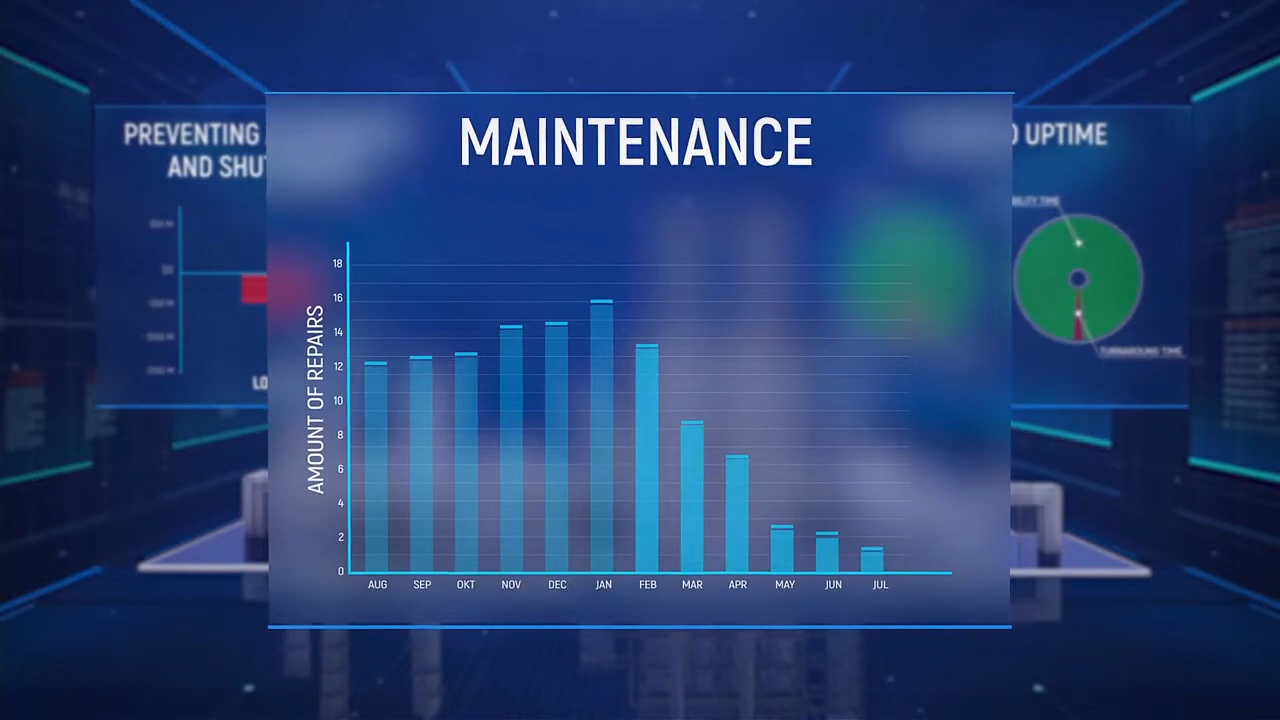 MAINTENANCE
PREVENTING
AND SHUT
D UPTIME
TURNAROUND TIME
LO
AMOUNT OF REPAIRS
18
16
14
12
10
8
6
4
2
0
AUG SEP OKT NOV DEC JAN FEB MAR APR MAY JUN JUL